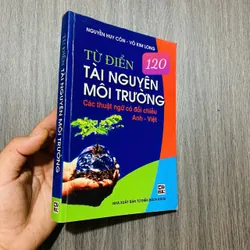 NGUYỄN HUY CÔN - VÕ KIM LONG
TỪ ĐIỂN
120
TÀI NGUYÊN
MÔI TRƯỜNG
Các thuật ngữ có đối chiếu
Anh - Việt
NHÀ XUẤT BẢN TỪ ĐIỂN BÁCH KHOA
TỪ ĐIỂN TÀI NGUYÊN MÔI TRƯỜNG